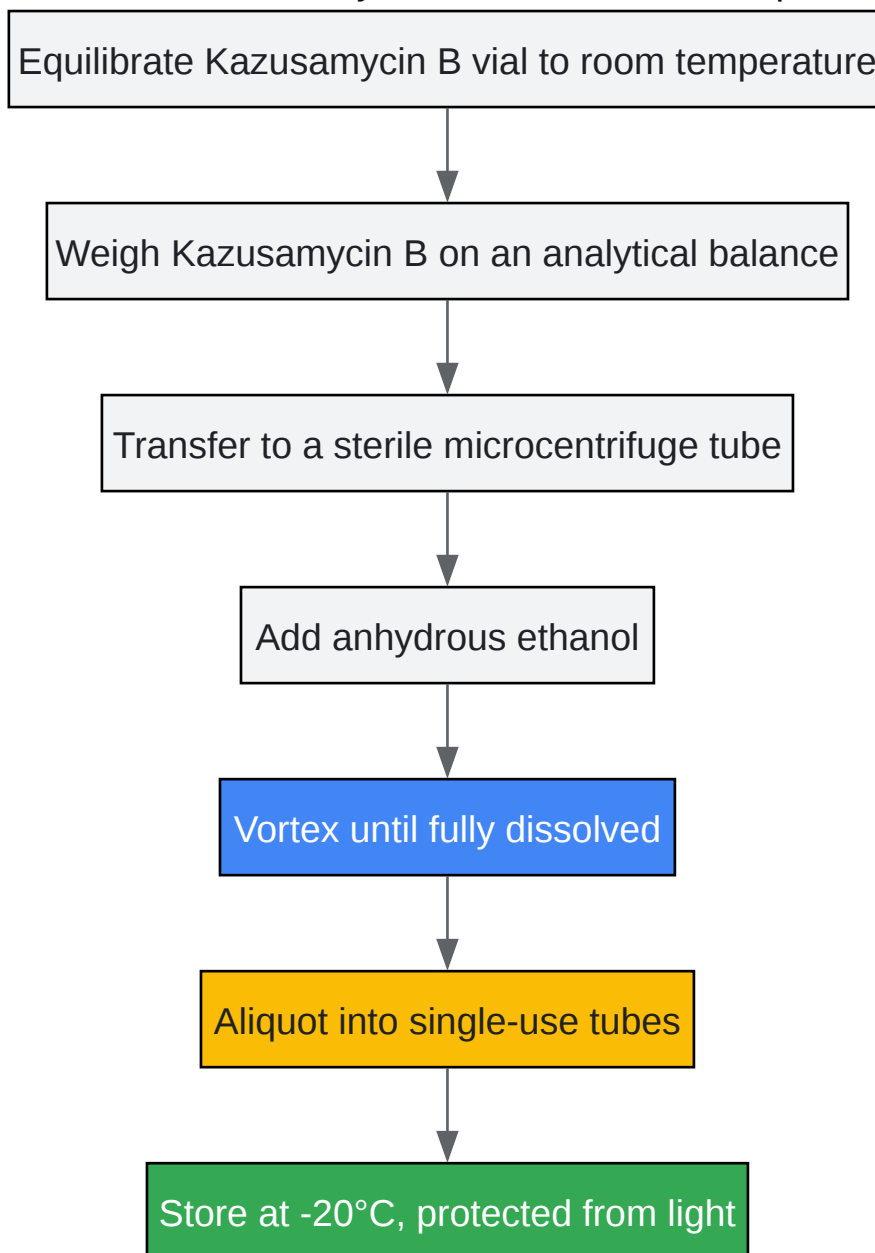 Equilibrate Kazusamycin B vial to room temperature
Weigh Kazusamycin B on an analytical balance
Transfer to a sterile microcentrifuge tube
Add anhydrous ethanol
Vortex until fully dissolved
Aliquot into single-use tubes
Store at -20°C, protected from light